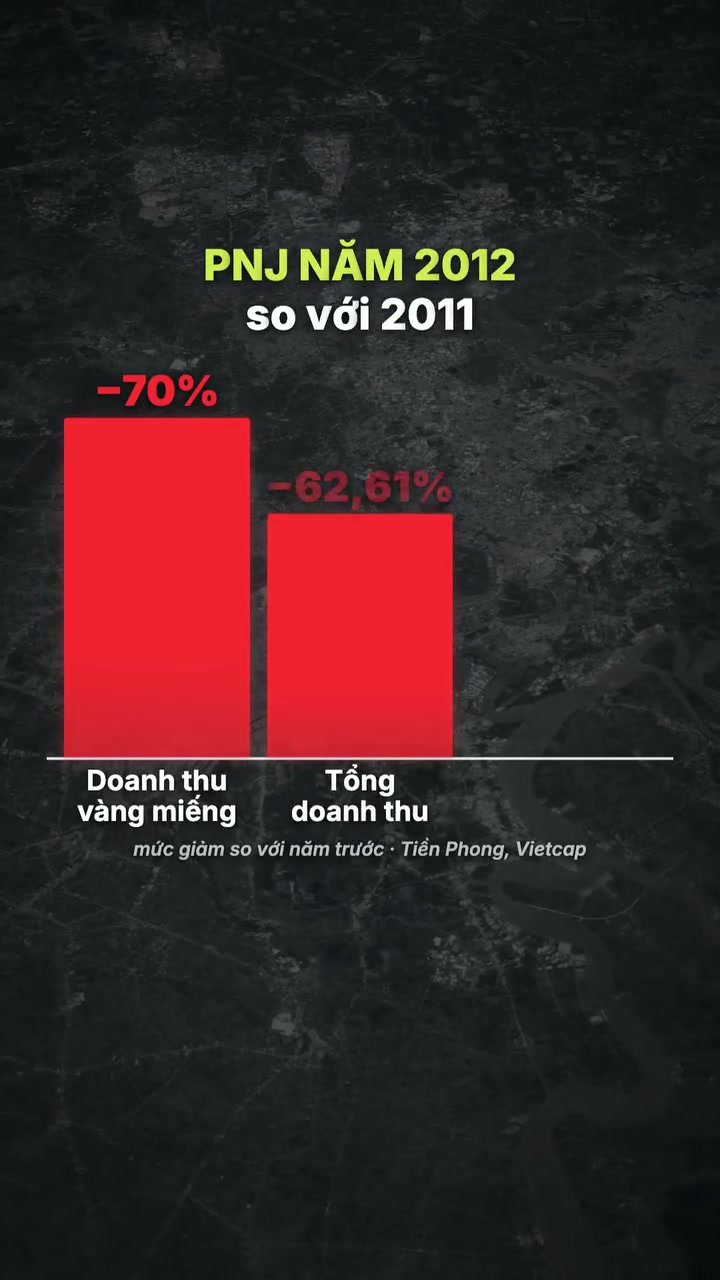 PNJ NĂM 2012
so với 2011
−70%
−62,61%
Doanh thu
vàng miếng
Tổng
doanh thu
mức giảm so với năm trước · Tiền Phong, Vietcap